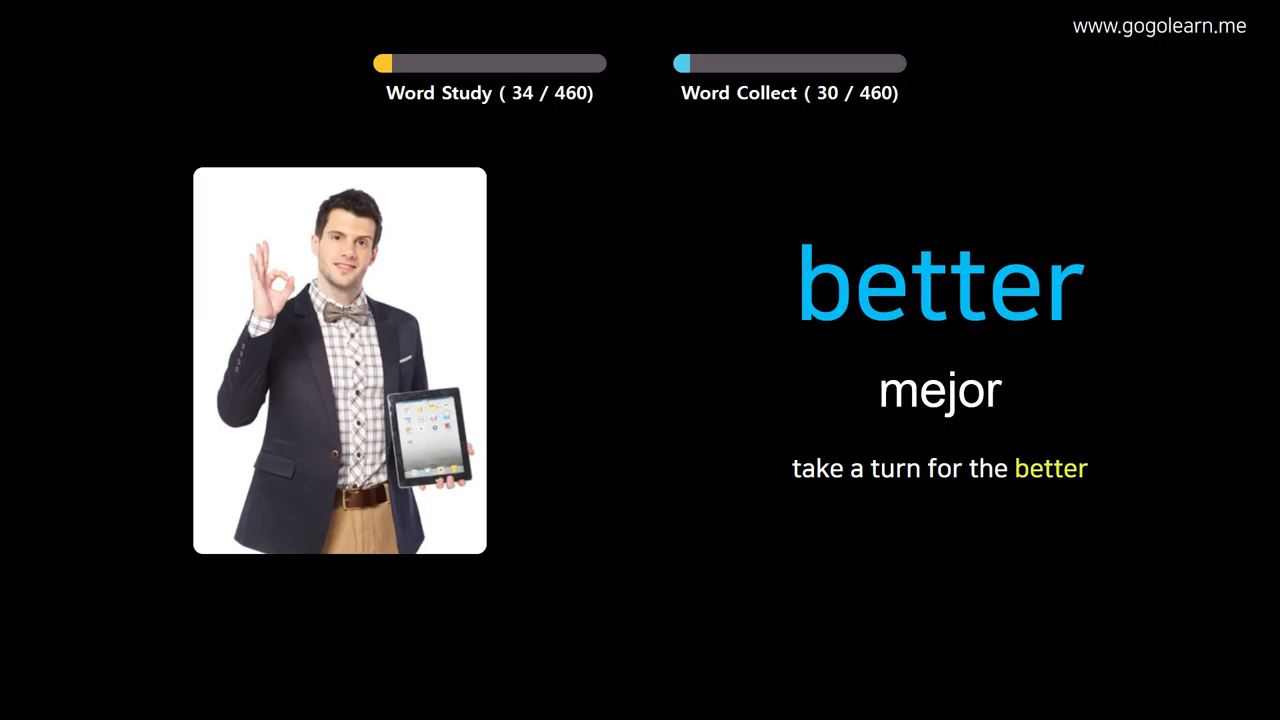 www.gogolearn.me
Word Study ( 34 / 460)
Word Collect ( 30 / 460)
better
mejor
take a turn for the better